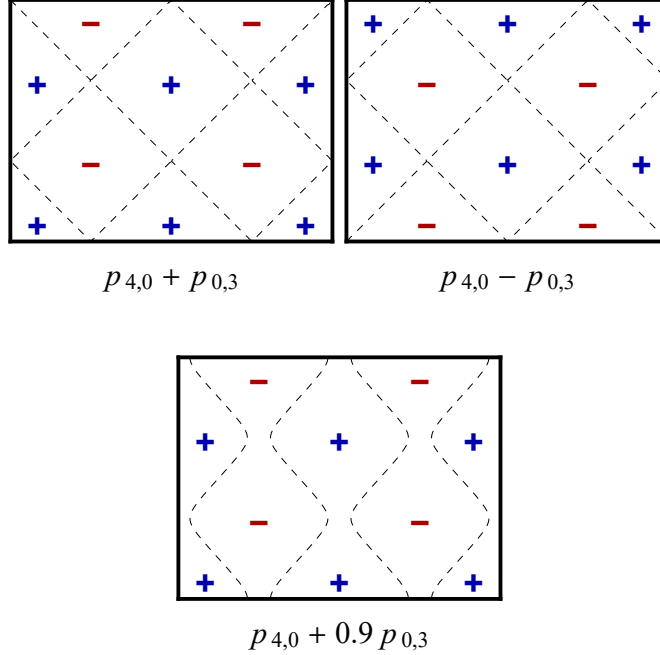 − −
+ + +
− −
+ + +
p 4,0 + p 0,3
+ + +
− −
+ + +
− −
p 4,0 − p 0,3
− −
+ + +
− −
+ + +
p 4,0 + 0.9 p 0,3